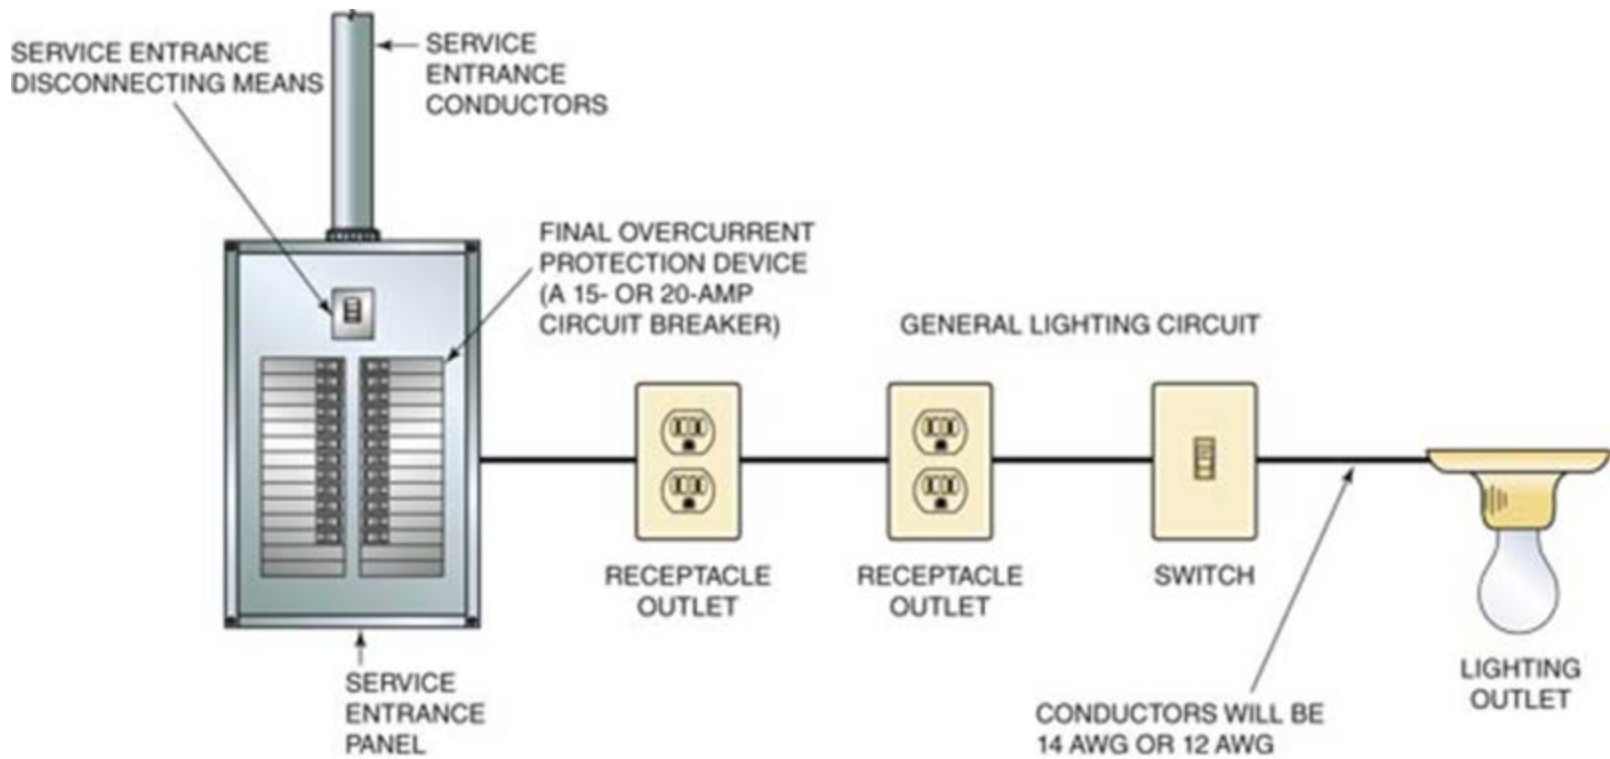 SERVICE ENTRANCE
DISCONNECTING MEANS
SERVICE
ENTRANCE
CONDUCTORS
FINAL OVERCURRENT
PROTECTION DEVICE
(A 15- OR 20-AMP
CIRCUIT BREAKER)
GENERAL LIGHTING CIRCUIT
RECEPTACLE
OUTLET
RECEPTACLE
OUTLET
SWITCH
LIGHTING
OUTLET
SERVICE
ENTRANCE
PANEL
CONDUCTORS WILL BE
14 AWG OR 12 AWG